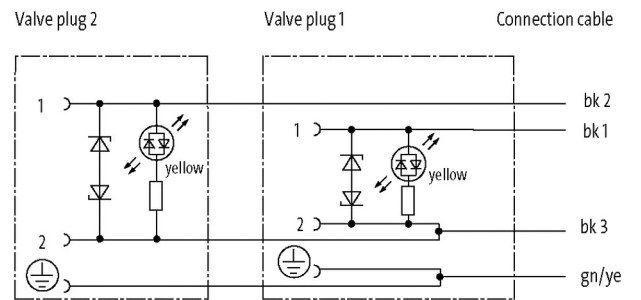 Valve plug 2 Valve plug 1 Connection cable
1 bk 2
1 bk 1
yellow yellow
2 bk 3
2
gn/ye